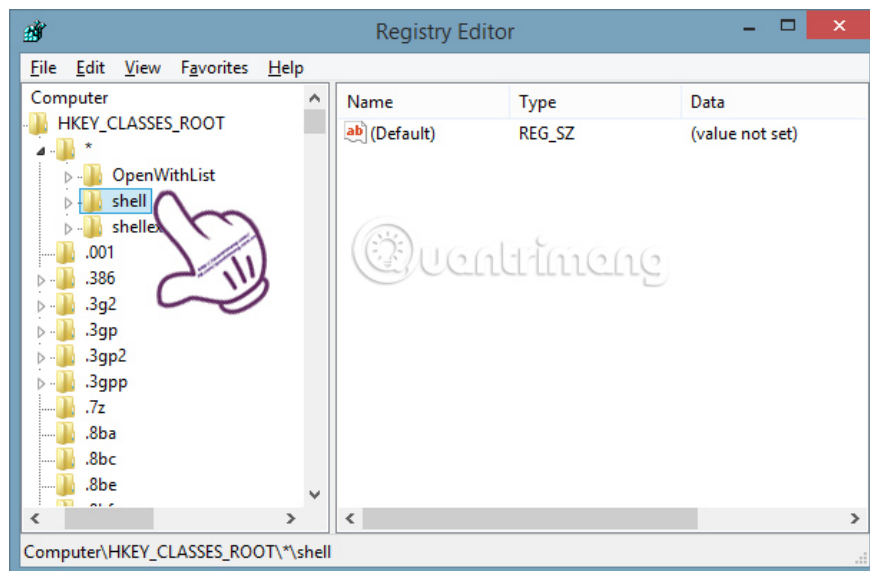 Registry Editor
File Edit View Favorites Help
Computer
HKEY_CLASSES_ROOT
*
OpenWithList
shell
shellex
.001
.386
.3g2
.3gp
.3gp2
.3gpp
.7z
.8ba
.8bc
.8be
Name Type Data
ab (Default) REG_SZ (value not set)
Quantrimang
Computer\HKEY_CLASSES_ROOT\*\shell